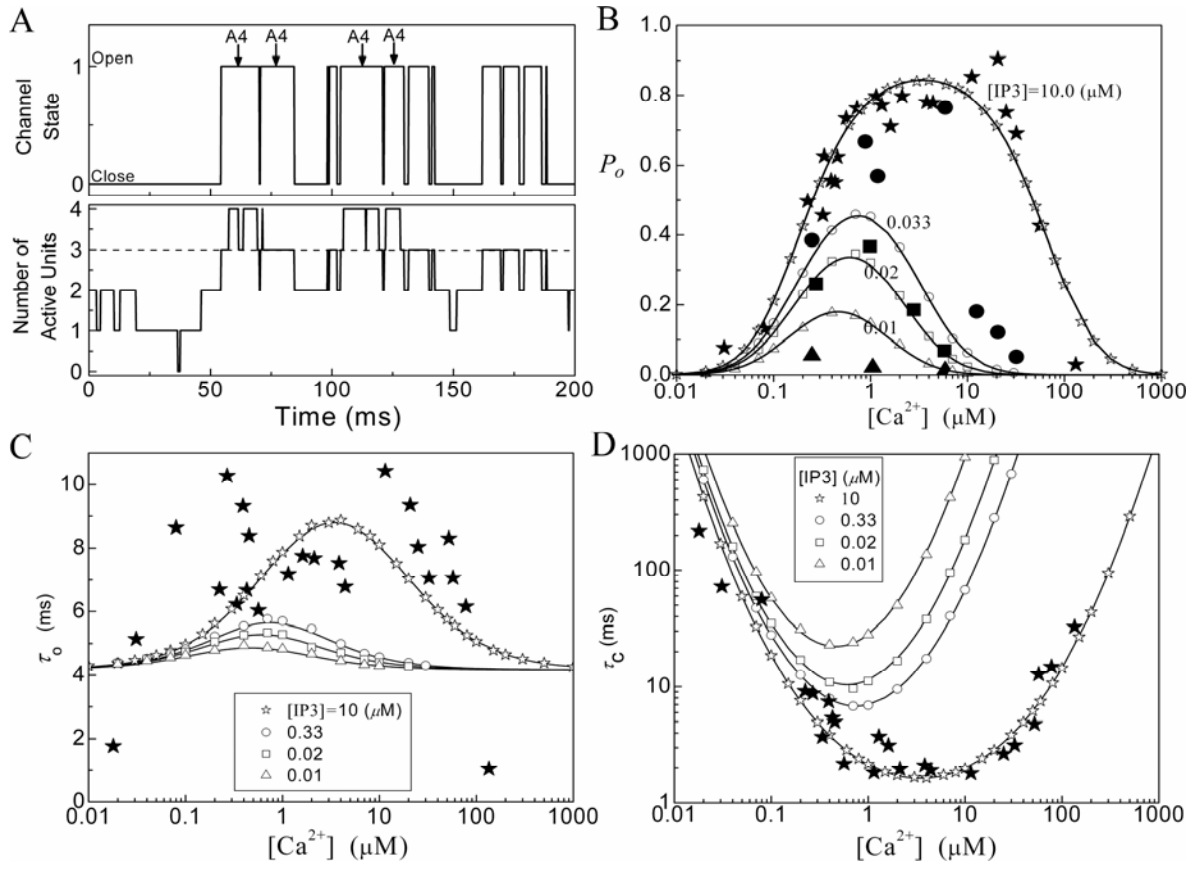 A
A4 A4 A4 A4
Open
1
Channel
State
Close
0
4
3
2
1
0
Number of
Active Units
0 50 100 150 200
Time (ms)
B
1.0
0.8
0.6
0.4
0.2
0.0
Po
[IP3]=10.0 (μM)
0.033
0.02
0.01
0.01 0.1 1 10 100 1000
[Ca2+] (μM)
C
10
8
6
4
2
0
τo (ms)
[IP3]=10 (μM)
0.33
0.02
0.01
0.01 0.1 1 10 100 1000
[Ca2+] (μM)
D
1000
100
10
1
τC (ms)
[IP3] (μM)
10
0.33
0.02
0.01
0.01 0.1 1 10 100 1000
[Ca2+] (μM)